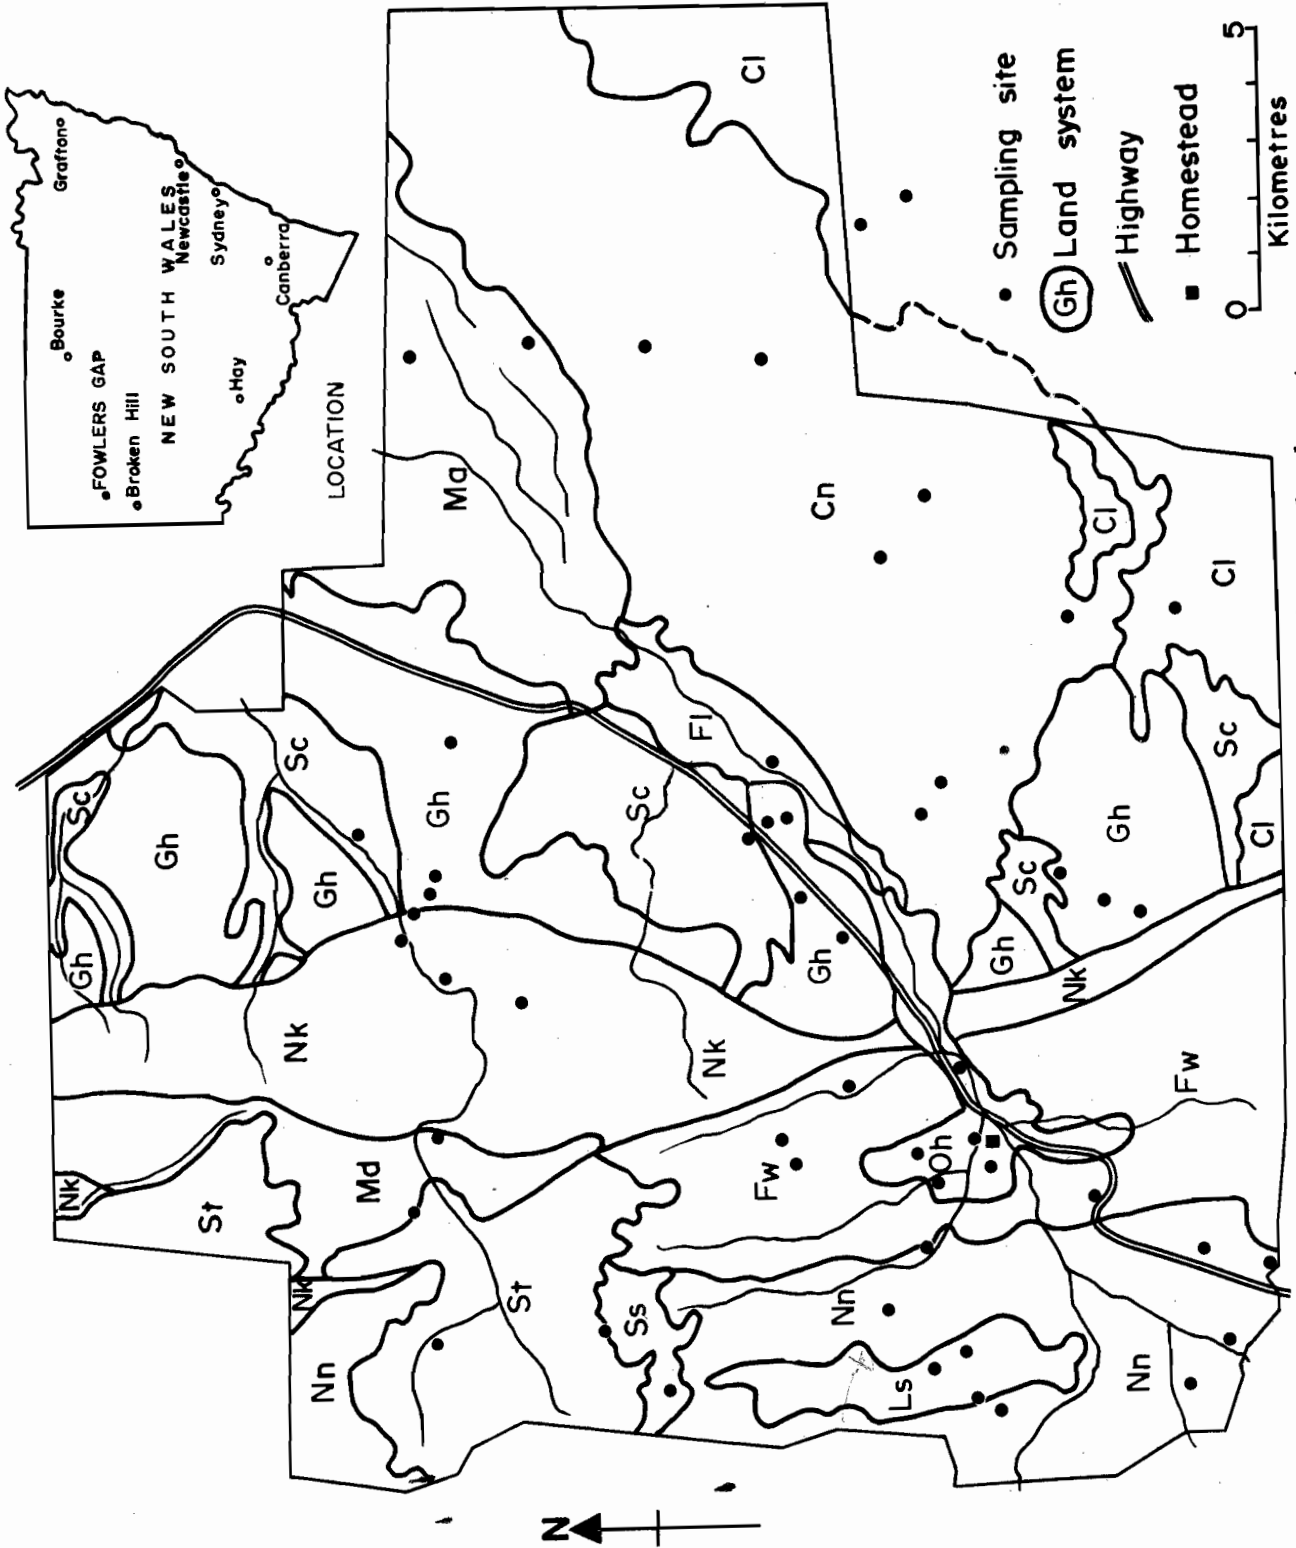 Bourke
Grafton
FOWLERS GAP
Broken Hill
NEW SOUTH WALES
Newcastle
Sydney
Hay
Canberra
LOCATION
Nk
Sc
Gh
Gh
St
Nk
Sc
Nk
Nn
Gh
Md
Gh
Ma
St
N
Ss
Sc
Fl
Nk
Cl
Fw
Gh
Cn
Nn
Ls
Oh
Gh
Sc
Nk
Cl
Gh
Nn
Fw
Sc
Cl
Cl
Sampling site
Gh Land system
Highway
Homestead
0 5
Kilometres